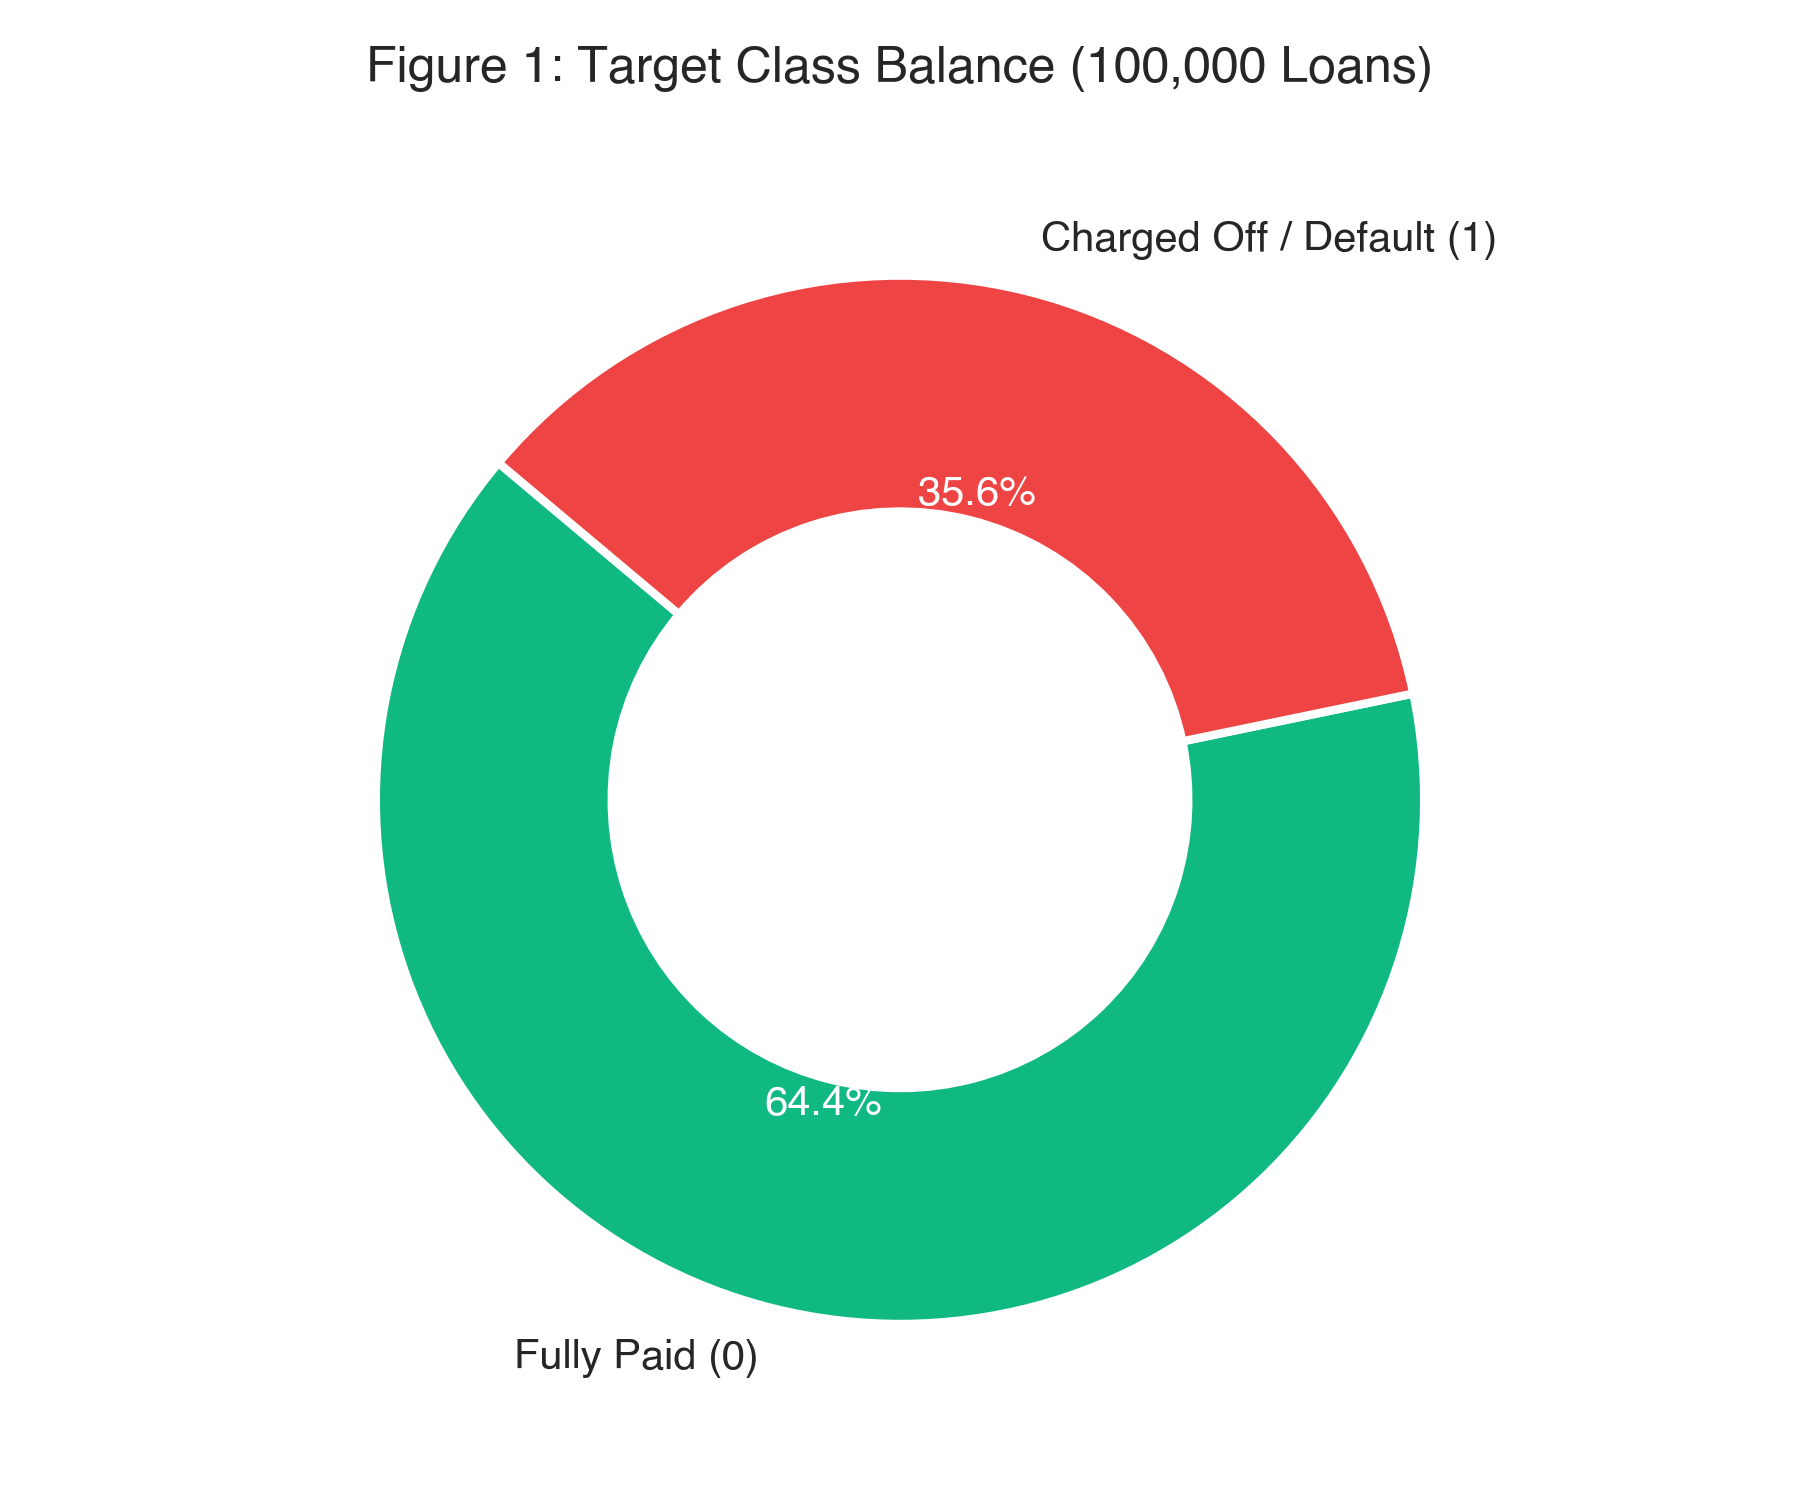 Figure 1: Target Class Balance (100,000 Loans)
Charged Off / Default (1)
35.6%
64.4%
Fully Paid (0)